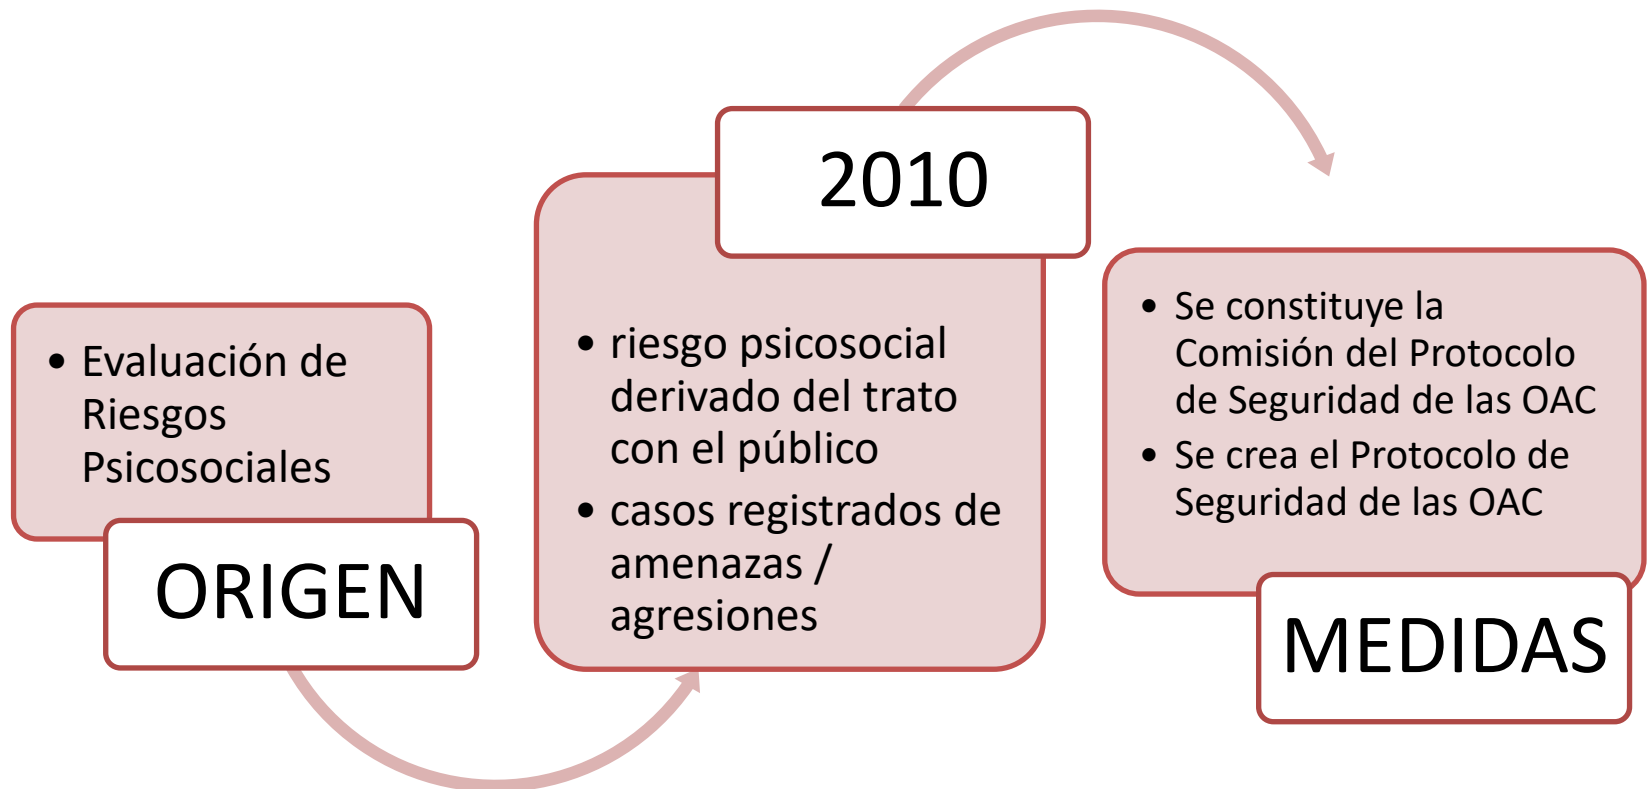 • Evaluación de
Riesgos
Psicosociales
ORIGEN
2010
• riesgo psicosocial
derivado del trato
con el público
• casos registrados de
amenazas /
agresiones
• Se constituye la
Comisión del Protocolo
de Seguridad de las OAC
• Se crea el Protocolo de
Seguridad de las OAC
MEDIDAS